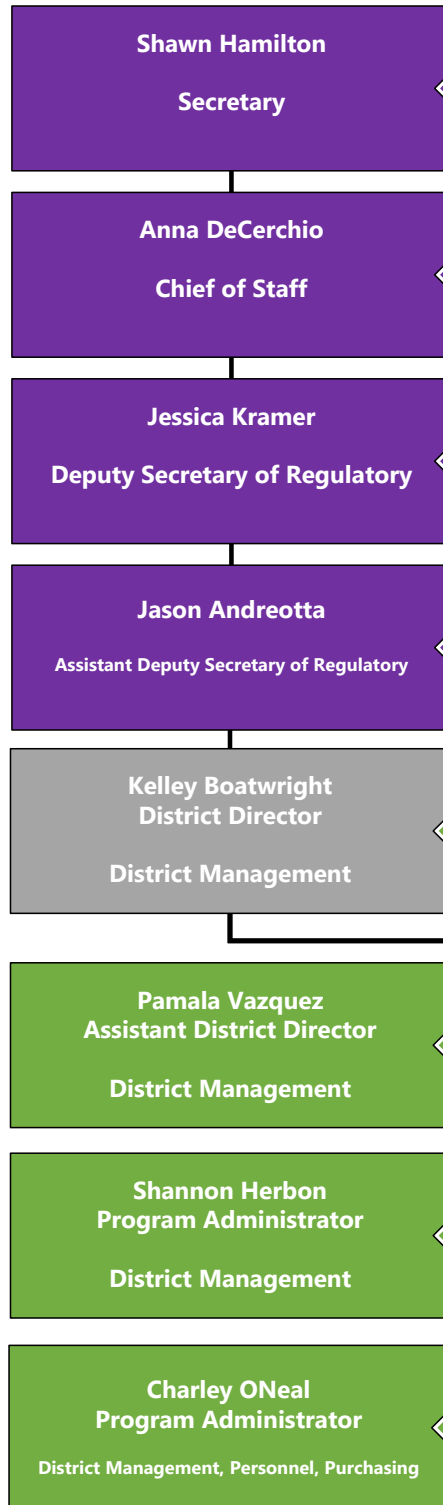 Shawn Hamilton
Secretary
Anna DeCerchio
Chief of Staff
Jessica Kramer
Deputy Secretary of Regulatory
Jason Andreotta
Assistant Deputy Secretary of Regulatory
Kelley Boatwright
District Director
District Management
Pamala Vazquez
Assistant District Director
District Management
Shannon Herbon
Program Administrator
District Management
Charley ONeal
Program Administrator
District Management, Personnel, Purchasing